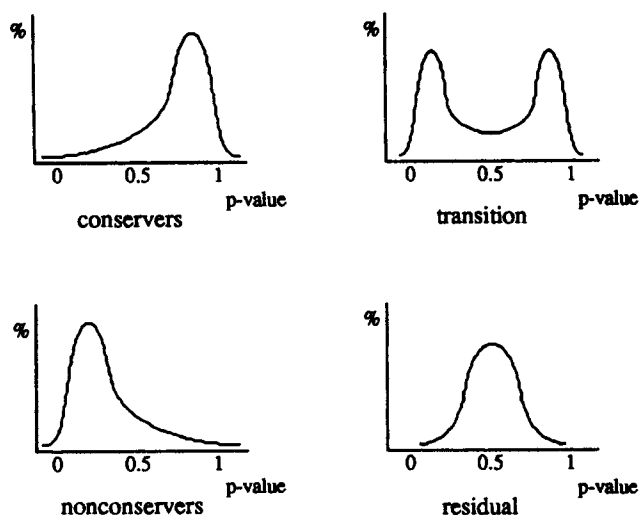 %
0 0.5 1
p-value
conservers
%
0 0.5 1
p-value
transition
%
0 0.5 1
p-value
nonconservers
%
0 0.5 1
p-value
residual